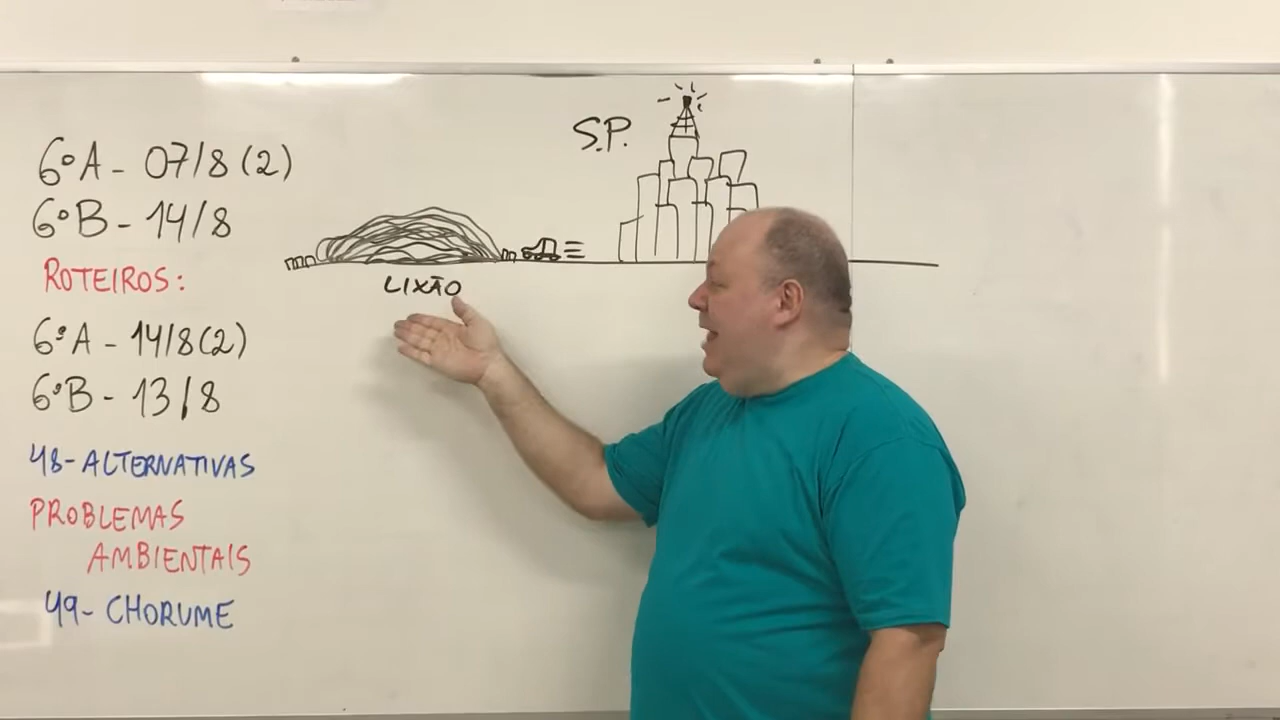 6ºA - 07/8 (2)
6ºB - 14/8
ROTEIROS:
6ºA - 14/8 (2)
6ºB - 13/8
48 - ALTERNATIVAS
PROBLEMAS
AMBIENTAIS
49 - CHORUME
LIXÃO
S.P.